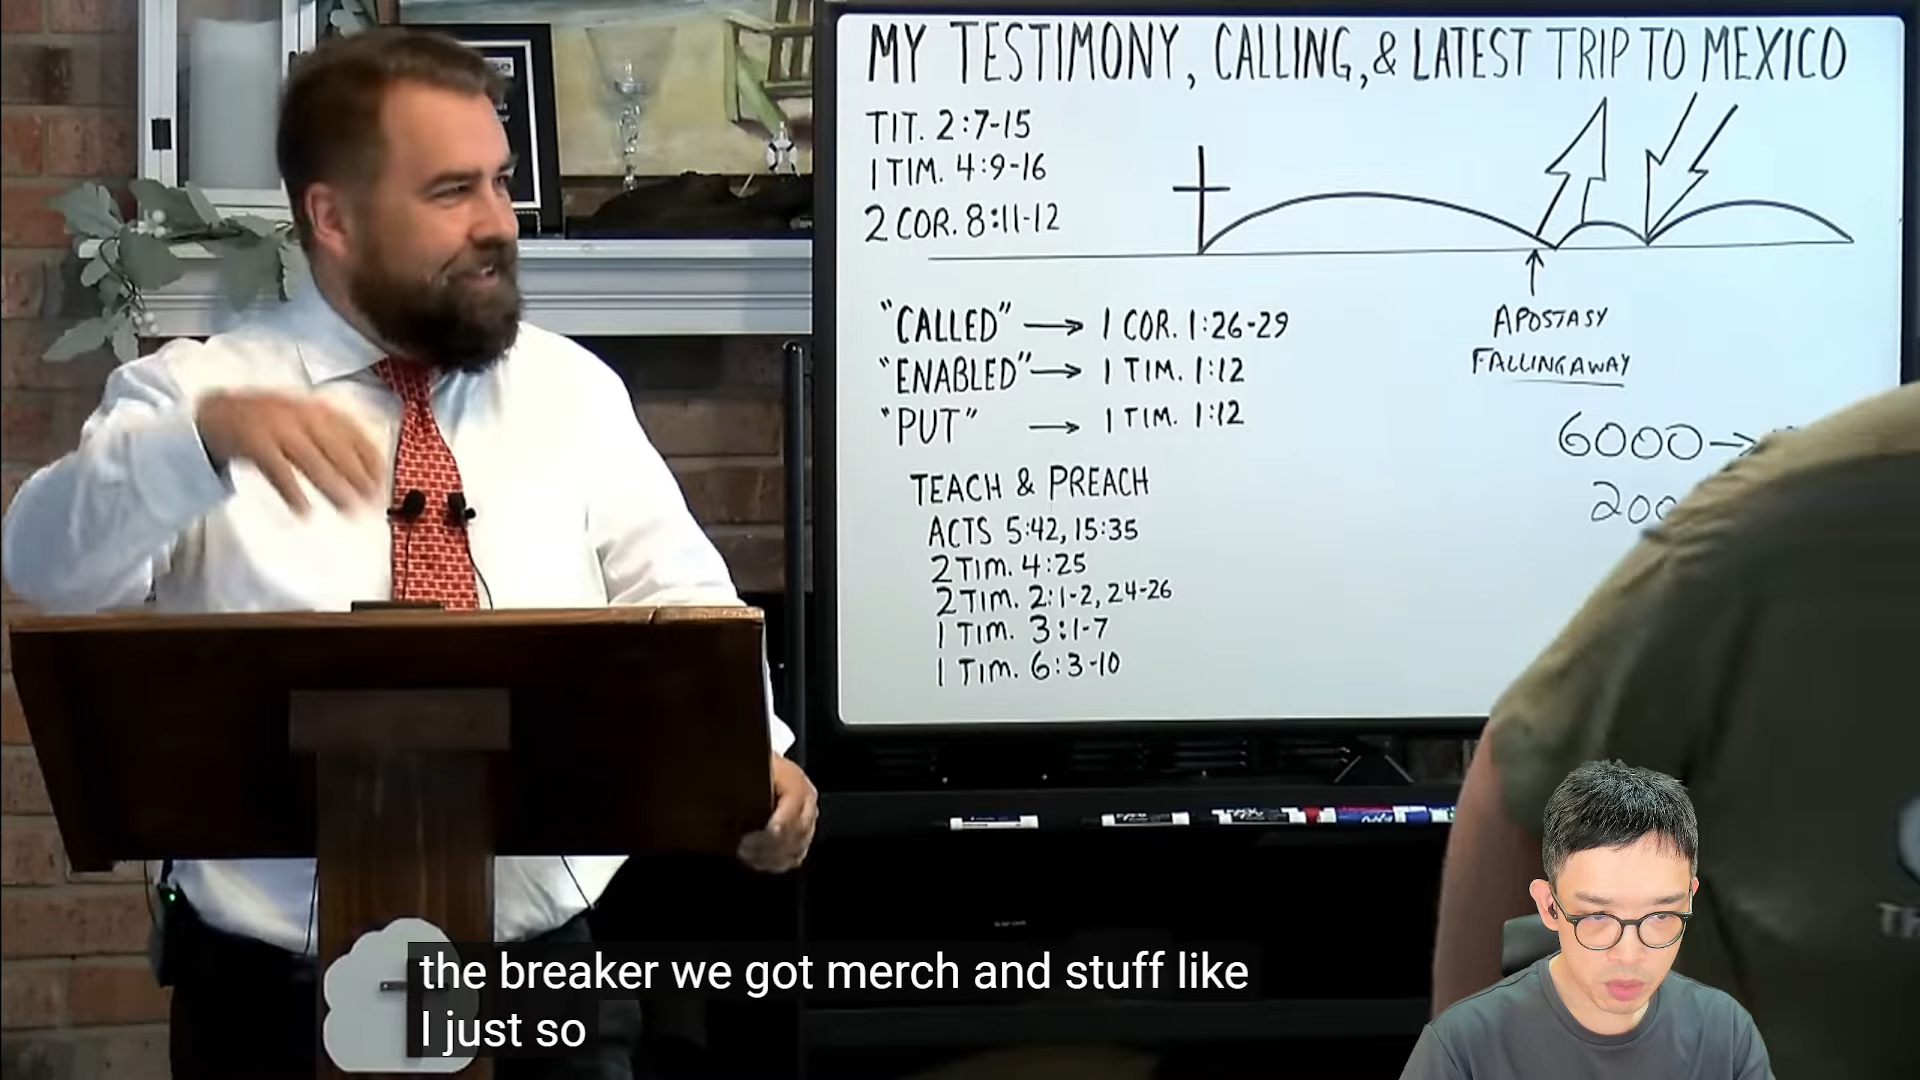 MY TESTIMONY, CALLING, & LATEST TRIP TO MEXICO
TIT. 2:7-15
1 TIM. 4:9-16
2 COR. 8:11-12
"CALLED" → 1 COR. 1:26-29
"ENABLED" → 1 TIM. 1:12
"PUT" → 1 TIM. 1:12
APOSTASY
FALLING AWAY
6000→
TEACH & PREACH
ACTS 5:42, 15:35
2 TIM. 4:25
2 TIM. 2:1-2, 24-26
1 TIM. 3:1-7
1 TIM. 6:3-10
the breaker we got merch and stuff like
I just so